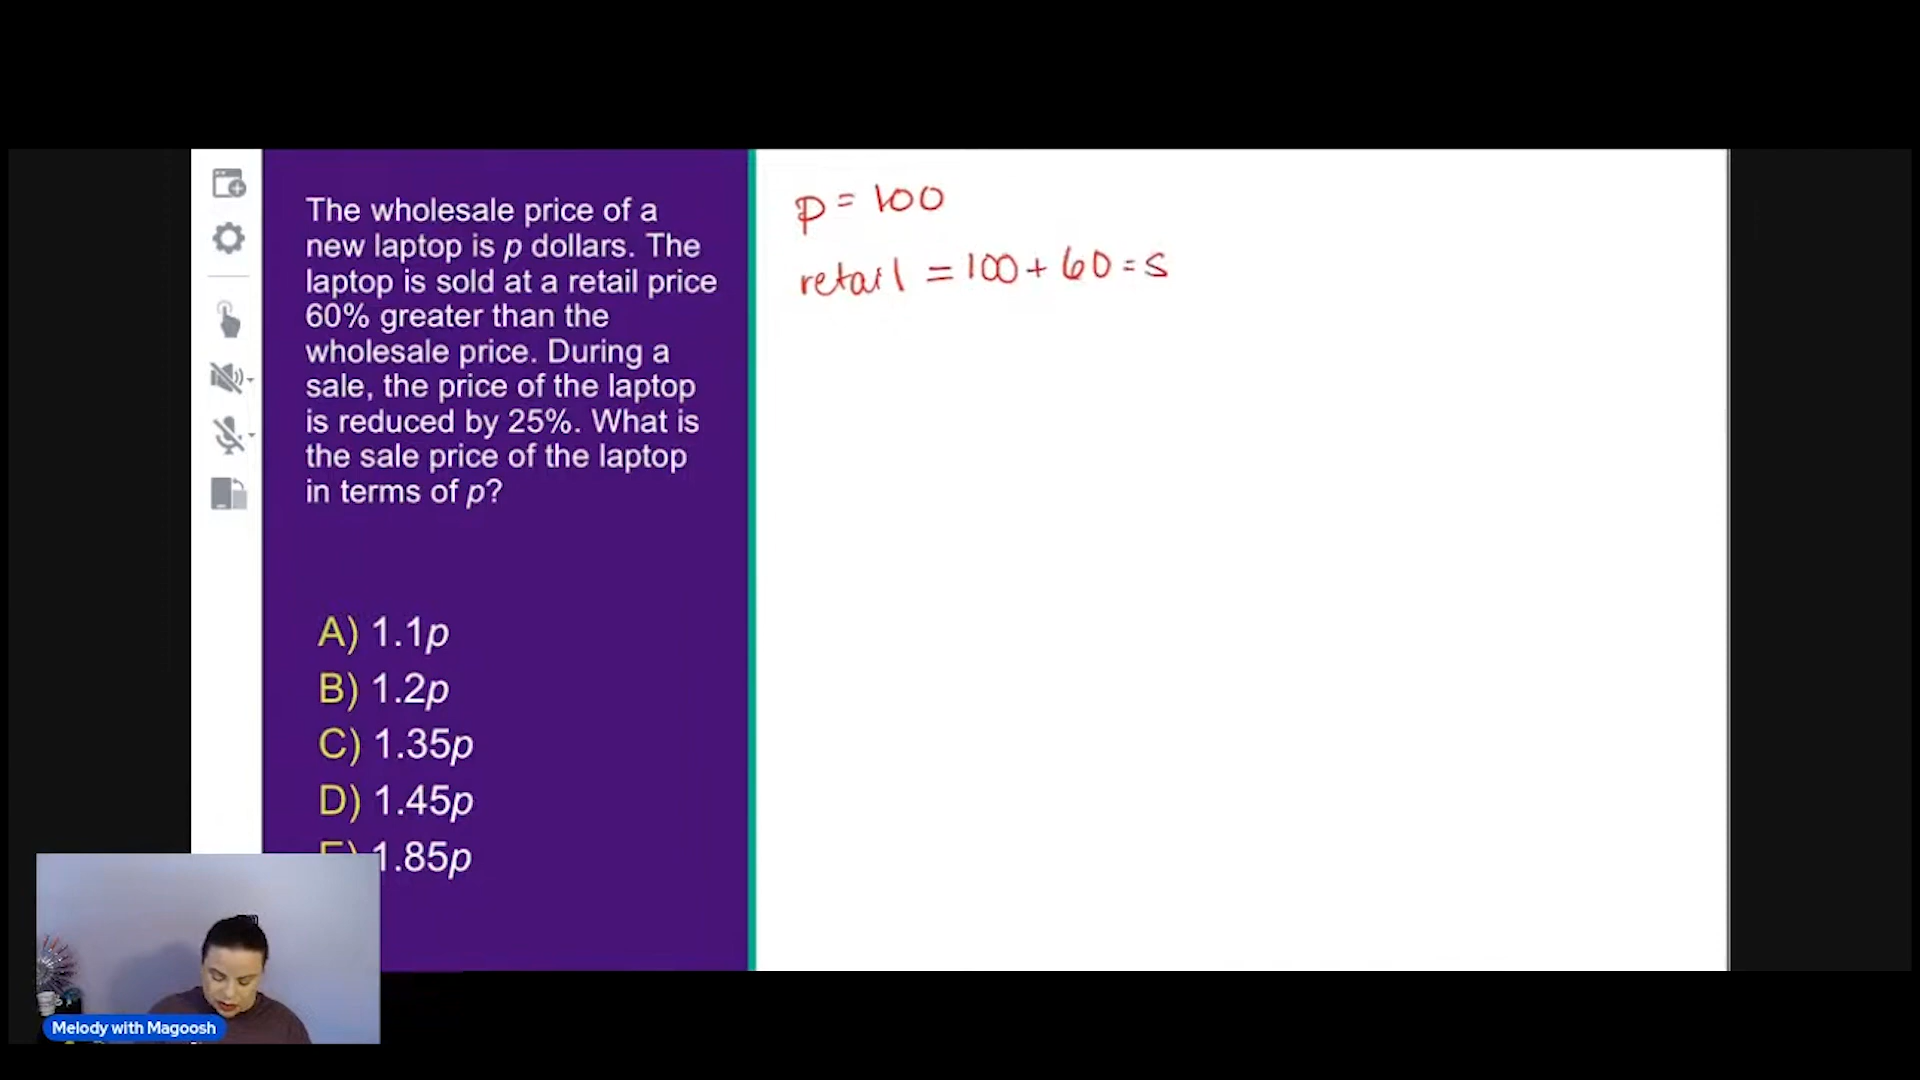 The wholesale price of a
new laptop is p dollars. The
laptop is sold at a retail price
60% greater than the
wholesale price. During a
sale, the price of the laptop
is reduced by 25%. What is
the sale price of the laptop
in terms of p?
A) 1.1p
B) 1.2p
C) 1.35p
D) 1.45p
E) 1.85p
p = 100
retail = 100 + 60 = s
Melody with Magoosh